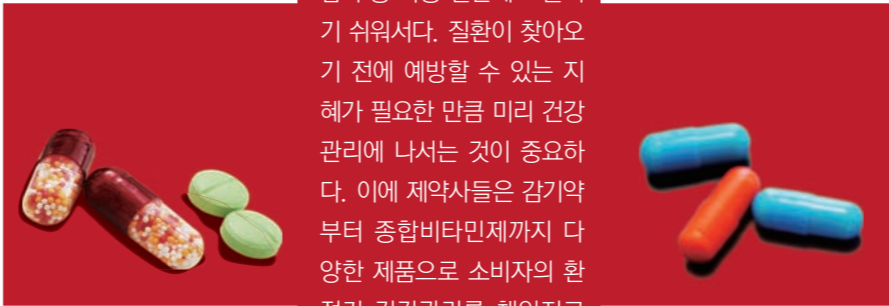 기 쉬워서다. 질환이 찾아오
기 전에 예방할 수 있는 지
혜가 필요한 만큼 미리 건강
관리에 나서는 것이 중요하
다. 이에 제약사들은 감기약
부터 종합비타민제까지 다
양한 제품으로 소비자의 환